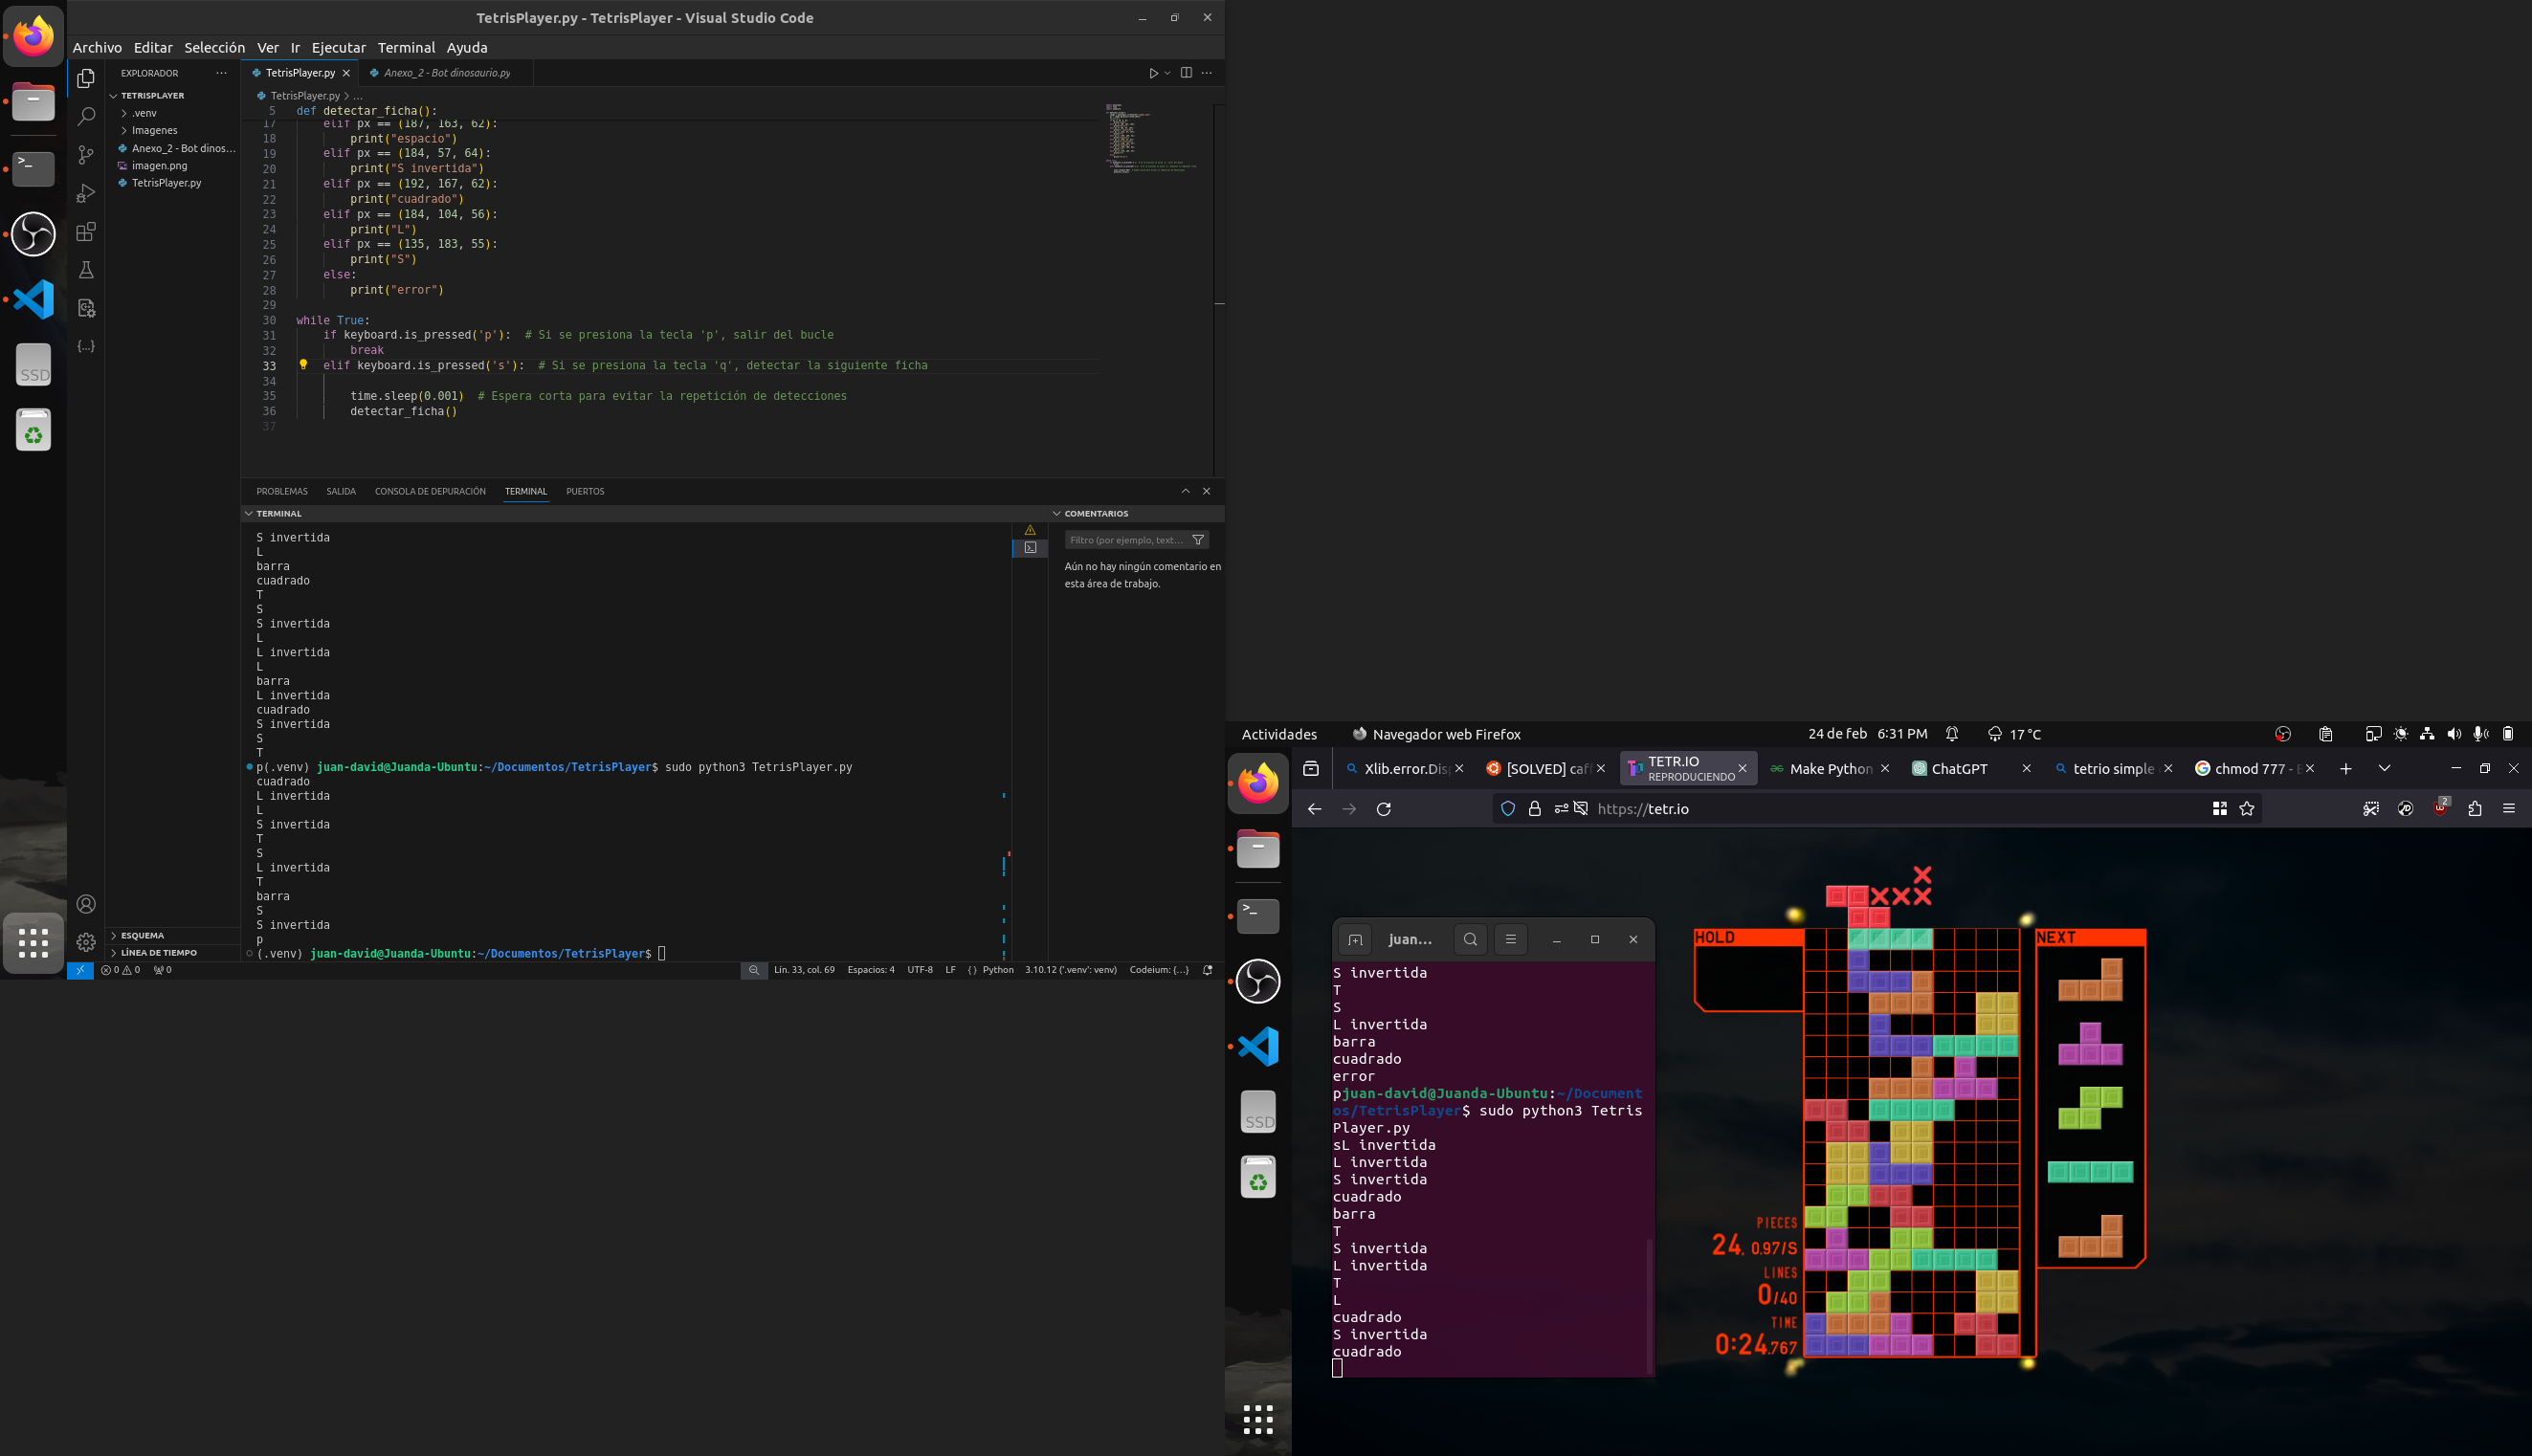 TetrisPlayer.py - TetrisPlayer - Visual Studio Code
Archivo Editar Selección Ver Ir Ejecutar Terminal Ayuda
EXPLORADOR
TETRISPLAYER
.venv
Imagenes
Anexo_2 - Bot dinos...
imagen.png
TetrisPlayer.py
ESQUEMA
LÍNEA DE TIEMPO
SSD
TetrisPlayer.py
Anexo_2 - Bot dinosaurio.py
TetrisPlayer.py > ...
5 def detectar_ficha():
17 elif px == (187, 163, 62):
18 print("espacio")
19 elif px == (184, 57, 64):
20 print("S invertida")
21 elif px == (192, 167, 62):
22 print("cuadrado")
23 elif px == (184, 104, 56):
24 print("L")
25 elif px == (135, 183, 55):
26 print("S")
27 else:
28 print("error")
29
30 while True:
31 if keyboard.is_pressed('p'): # Si se presiona la tecla 'p', salir del bucle
32 break
33 elif keyboard.is_pressed('s'): # Si se presiona la tecla 'q', detectar la siguiente ficha
34
35 time.sleep(0.001) # Espera corta para evitar la repetición de detecciones
36 detectar_ficha()
37
PROBLEMAS SALIDA CONSOLA DE DEPURACIÓN TERMINAL PUERTOS
TERMINAL
S invertida
L
barra
cuadrado
T
S
S invertida
L
L invertida
L
barra
L invertida
cuadrado
S invertida
S
T
p(.venv) juan-david@Juanda-Ubuntu:~/Documentos/TetrisPlayer$ sudo python3 TetrisPlayer.py
cuadrado
L invertida
L
S invertida
T
S
L invertida
T
barra
S
S invertida
p
(.venv) juan-david@Juanda-Ubuntu:~/Documentos/TetrisPlayer$
COMENTARIOS
Filtro (por ejemplo, text...
Aún no hay ningún comentario en
esta área de trabajo.
0 0 0 Lín. 33, col. 69 Espacios: 4 UTF-8 LF Python 3.10.12 ('.venv': venv) Codeium: {...}
Actividades Navegador web Firefox 24 de feb 6:31 PM 17 °C
Xlib.error.Dis
[SOLVED] caf
TETR.IO
REPRODUCIENDO
Make Python
ChatGPT
tetrio simple
chmod 777 - E
https://tetr.io
2
SSD
juan...
S invertida
T
S
L invertida
barra
cuadrado
error
pjuan-david@Juanda-Ubuntu:~/Document
os/TetrisPlayer$ sudo python3 Tetris
Player.py
sL invertida
L invertida
S invertida
cuadrado
barra
T
S invertida
L invertida
T
L
cuadrado
S invertida
cuadrado
HOLD
NEXT
PIECES
24, 0.97/S
LINES
0/40
TIME
0:24.767